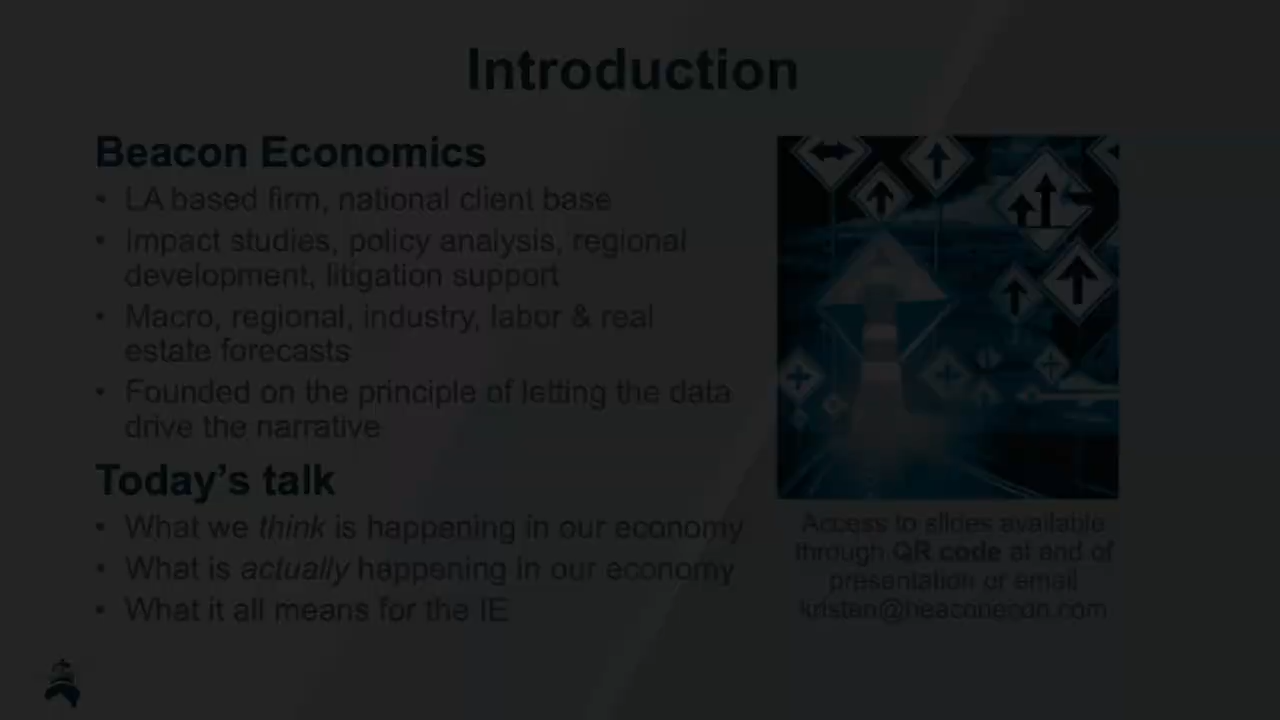 Introduction
Beacon Economics
• LA based firm, national client base
• Impact studies, policy analysis, regional
development, litigation support
• Macro, regional, industry, labor & real
estate forecasts
• Founded on the principle of letting the data
drive the narrative
Today's talk
• What we think is happening in our economy
• What is actually happening in our economy
• What it all means for the IE
Access to slides available
through QR code at end of
presentation or email
kristen@beaconecon.com